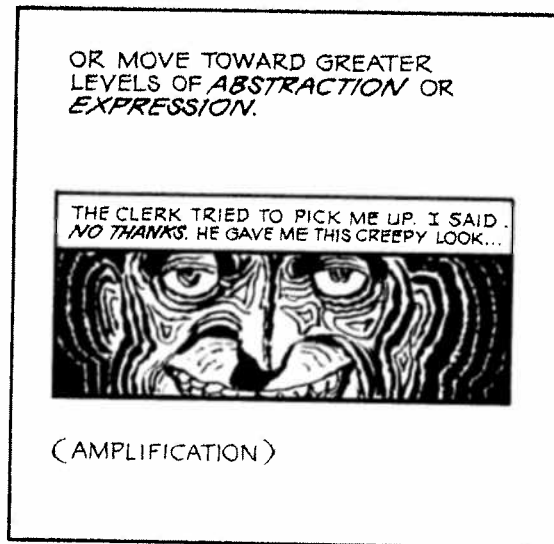 OR MOVE TOWARD GREATER
LEVELS OF ABSTRACTION OR
EXPRESSION.
THE CLERK TRIED TO PICK ME UP. I SAID
NO THANKS. HE GAVE ME THIS CREEPY LOOK...
(AMPLIFICATION)